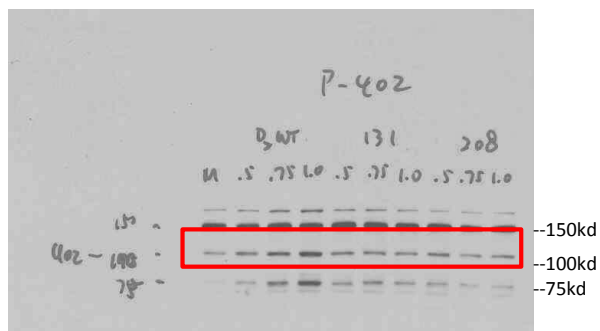 P-402
D3 WT 131 208
M .5 .75 1.0 .5 .75 1.0 .5 .75 1.0
150 -
--150kd
402 - 100 -
--100kd
75 -
--75kd